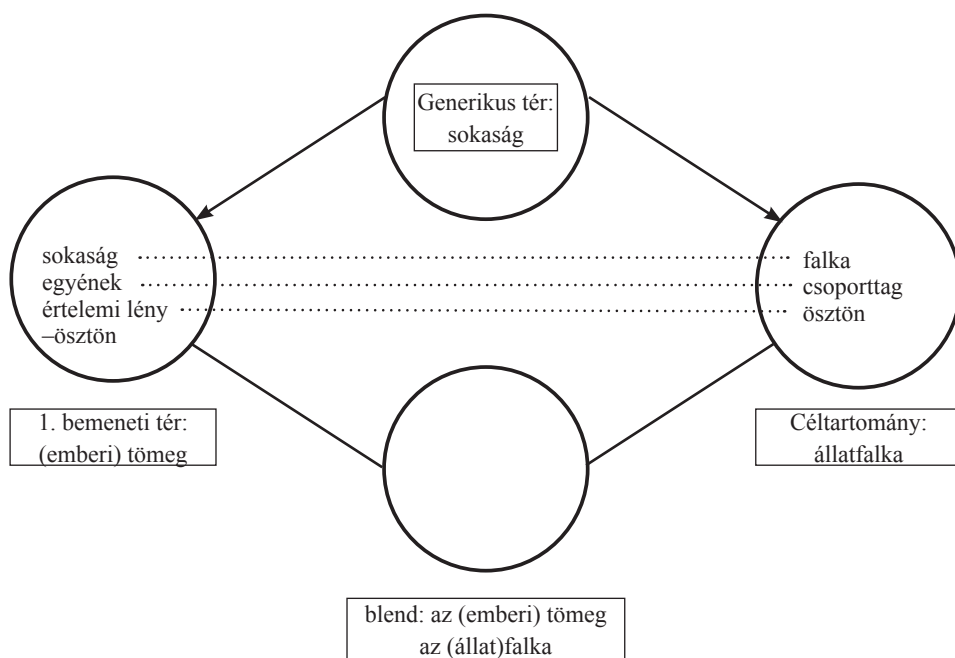 Generikus tér:
sokaság
sokaság
egyének
értelemi lény
–ösztön
falka
csoporttag
ösztön
1. bemeneti tér:
(emberi) tömeg
Céltartomány:
állatfalka
blend: az (emberi) tömeg
az (állat)falka